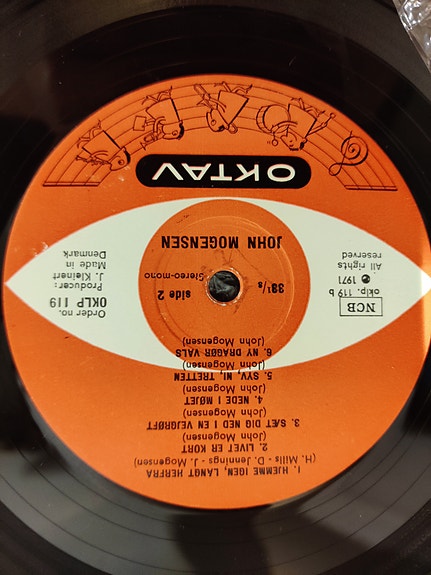 OKTAV
JOHN MOGENSEN
NCB
oklp. 119 b
℗ 1971
All rights
reserved
33 1/3
side 2
Stereo-mono
Order no.
OKLP 119
Producer:
J. Kleinert
Made in
Denmark
1. HJEMME IGEN, LANGT HERFRA
(H. Mills - D. Jennings - J. Mogensen)
2. LIVET ER KORT
(John Mogensen)
3. SÆT DIG NED I EN VEJGRØFT
(John Mogensen)
4. NEDE I MØJET
(John Mogensen)
5. SYV, NI, TRETTEN
(John Mogensen)
6. NY DRAGØR VALS
(John Mogensen)